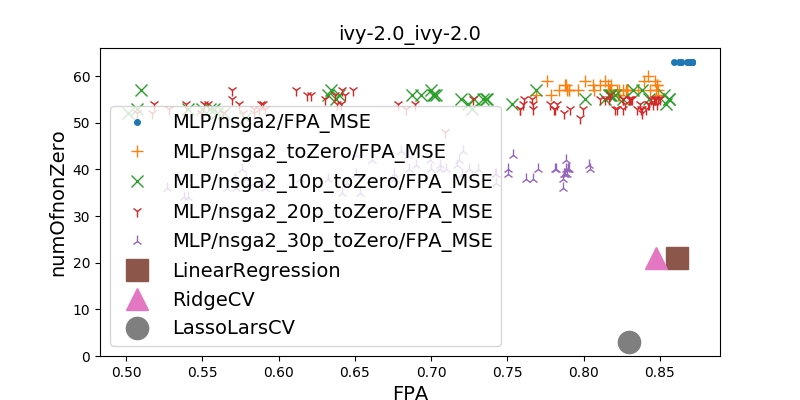 ivy-2.0_ivy-2.0
numOfnonZero
60
50
40
30
20
10
0
MLP/nsga2/FPA_MSE
MLP/nsga2_toZero/FPA_MSE
MLP/nsga2_10p_toZero/FPA_MSE
MLP/nsga2_20p_toZero/FPA_MSE
MLP/nsga2_30p_toZero/FPA_MSE
LinearRegression
RidgeCV
LassoLarsCV
0.50 0.55 0.60 0.65 0.70 0.75 0.80 0.85
FPA